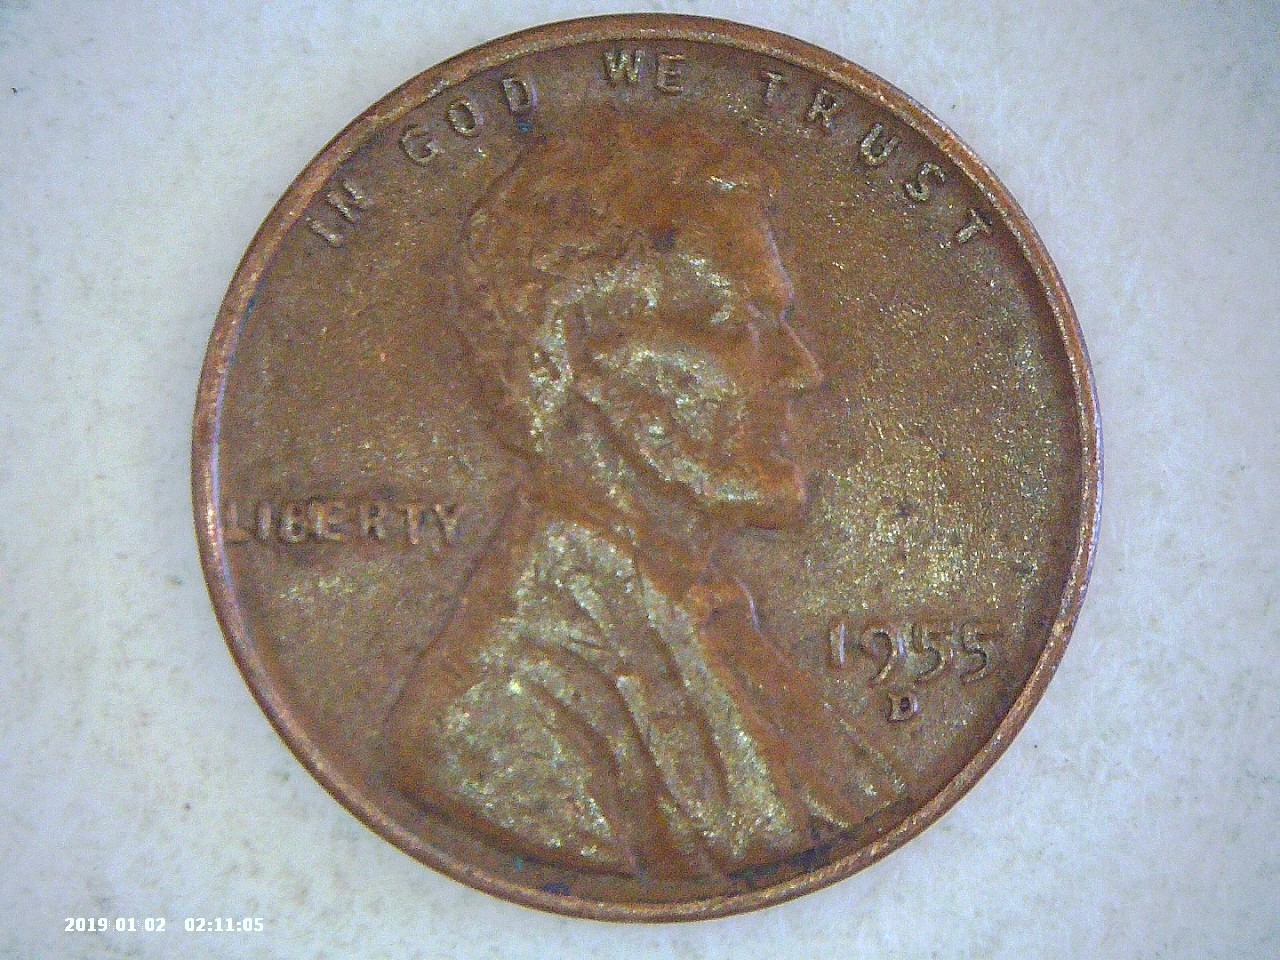 IN GOD WE TRUST
LIBERTY
1955
D
2019 01 02 02:11:05